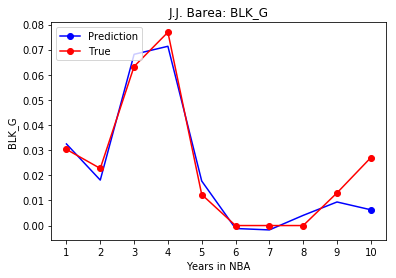 J.J. Barea: BLK_G
Prediction
True
BLK_G
0.08
0.07
0.06
0.05
0.04
0.03
0.02
0.01
0.00
1 2 3 4 5 6 7 8 9 10
Years in NBA